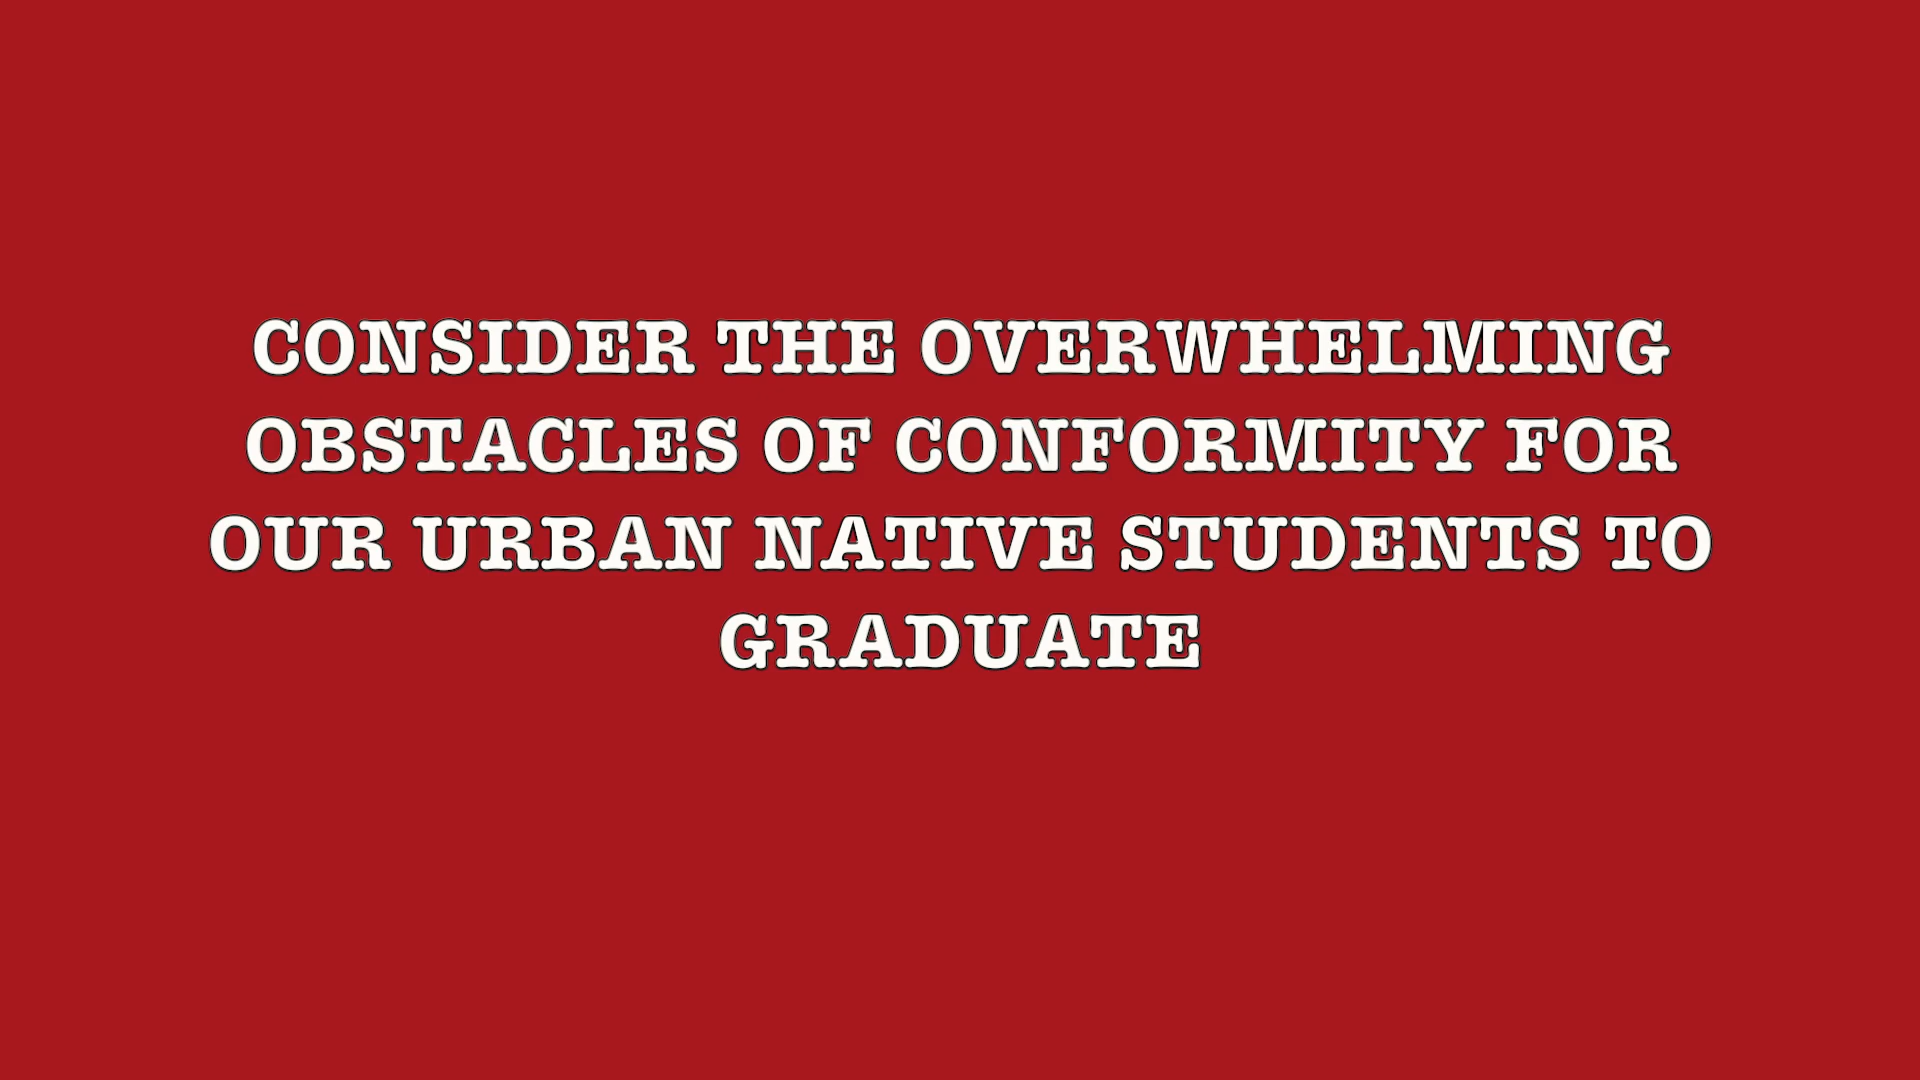 CONSIDER THE OVERWHELMING
OBSTACLES OF CONFORMITY FOR
OUR URBAN NATIVE STUDENTS TO
GRADUATE